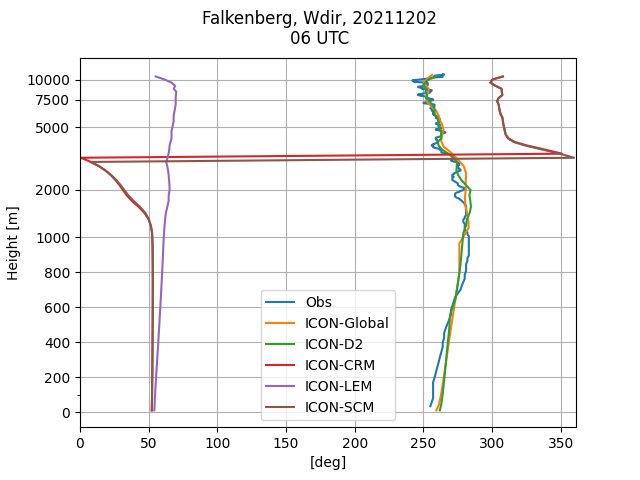 Falkenberg, Wdir, 20211202
06 UTC
10000
7500
5000
2000
1000
800
600
400
200
0
Height [m]
Obs
ICON-Global
ICON-D2
ICON-CRM
ICON-LEM
ICON-SCM
0 50 100 150 200 250 300 350
[deg]